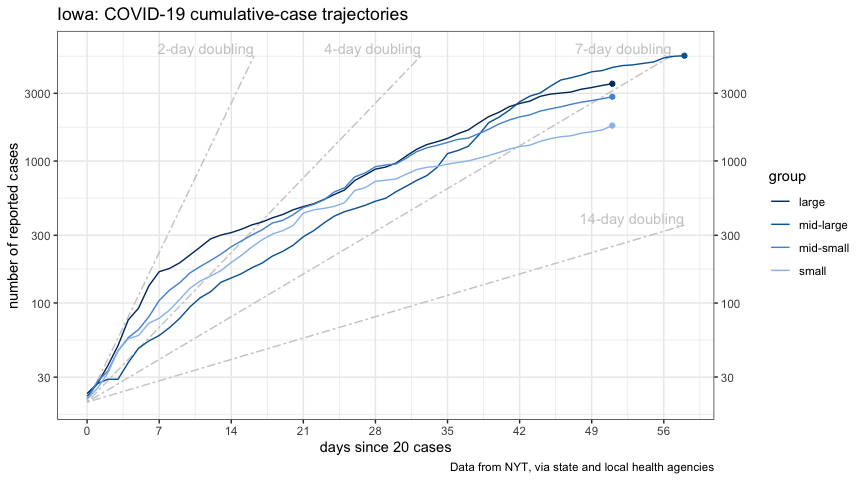 Iowa: COVID-19 cumulative-case trajectories
2-day doubling
4-day doubling
7-day doubling
14-day doubling
number of reported cases
3000
1000
300
100
30
3000
1000
300
100
30
0 7 14 21 28 35 42 49 56
days since 20 cases
group
large
mid-large
mid-small
small
Data from NYT, via state and local health agencies